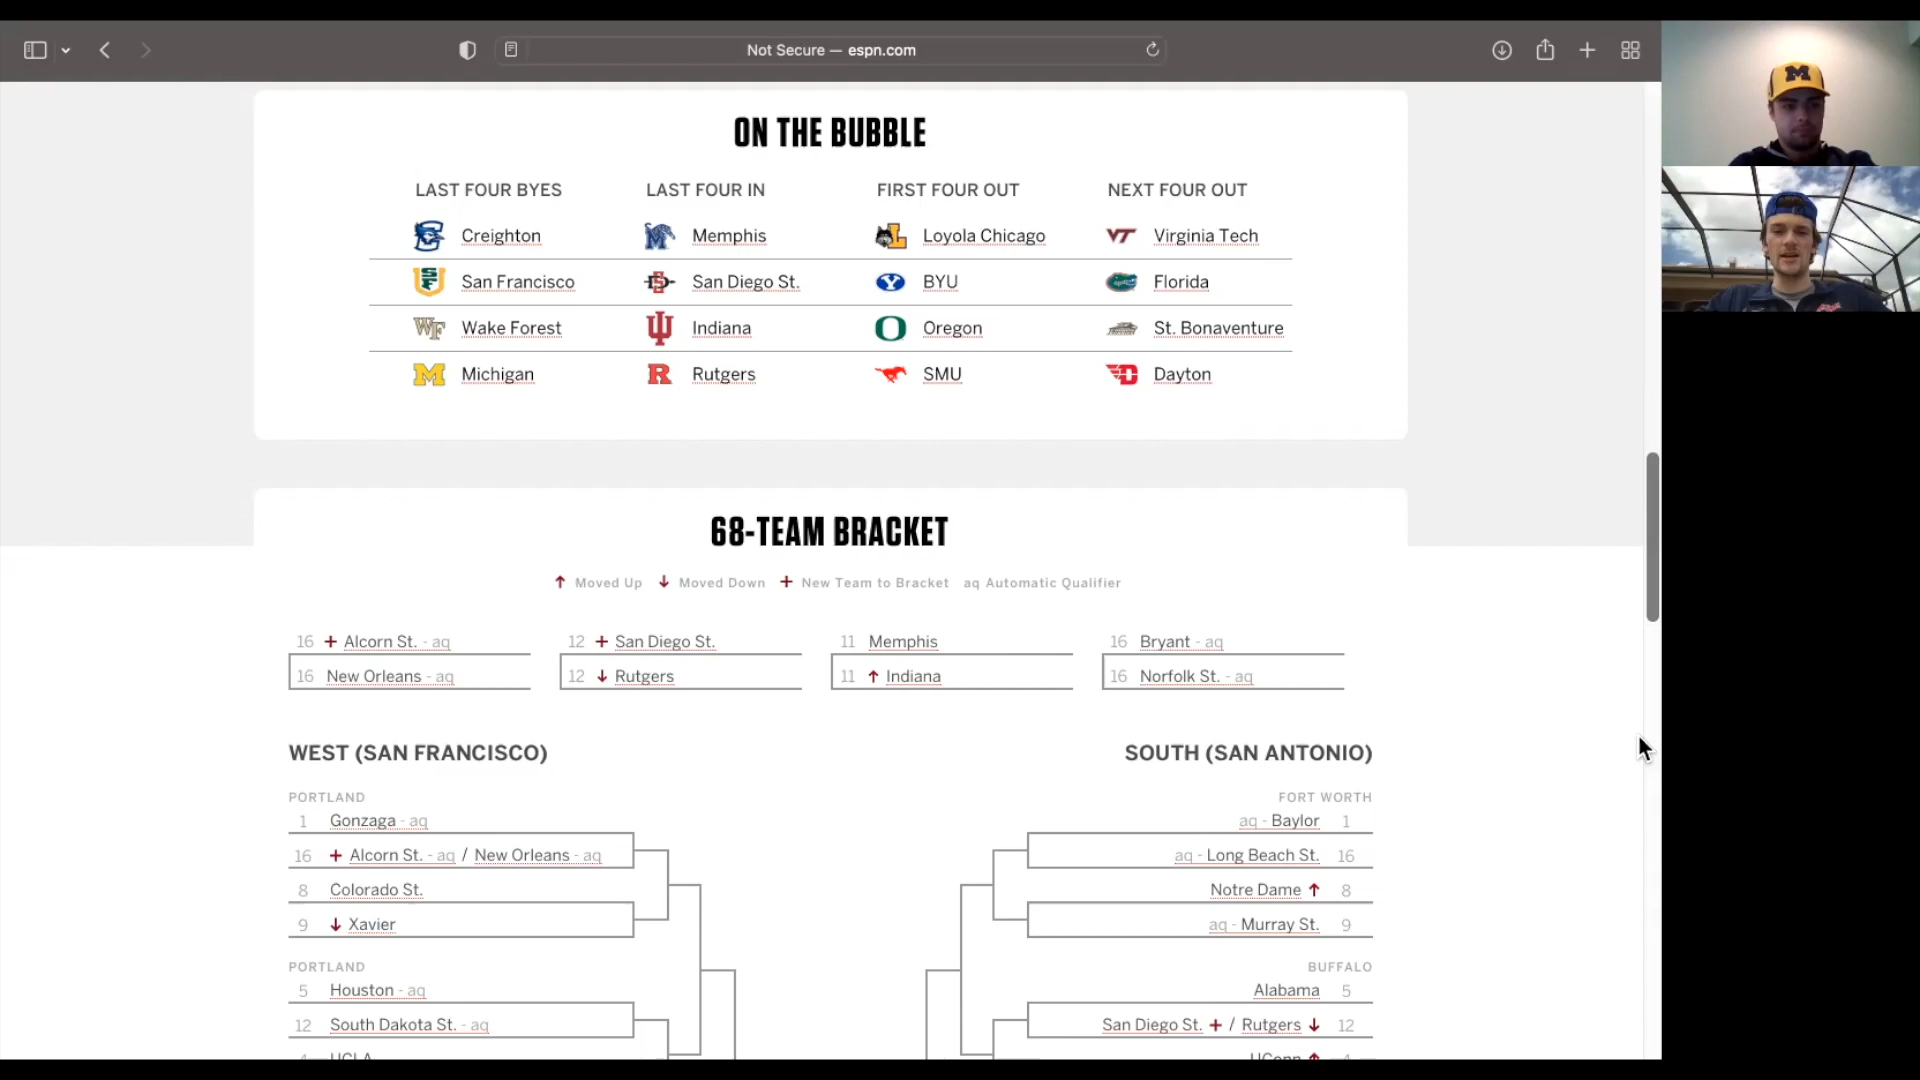 Not Secure — espn.com
ON THE BUBBLE
LAST FOUR BYES LAST FOUR IN FIRST FOUR OUT NEXT FOUR OUT
Creighton Memphis Loyola Chicago Virginia Tech
San Francisco San Diego St. BYU Florida
Wake Forest Indiana Oregon St. Bonaventure
Michigan Rutgers SMU Dayton
68-TEAM BRACKET
↑ Moved Up ↓ Moved Down + New Team to Bracket aq Automatic Qualifier
16 + Alcorn St. - aq 12 + San Diego St. 11 Memphis 16 Bryant - aq
16 New Orleans - aq 12 ↓ Rutgers 11 ↑ Indiana 16 Norfolk St. - aq
WEST (SAN FRANCISCO) SOUTH (SAN ANTONIO)
PORTLAND FORT WORTH
1 Gonzaga - aq aq - Baylor 1
16 + Alcorn St. - aq / New Orleans - aq aq - Long Beach St. 16
8 Colorado St. Notre Dame ↑ 8
9 ↓ Xavier aq - Murray St. 9
PORTLAND BUFFALO
5 Houston - aq Alabama 5
12 South Dakota St. - aq San Diego St. + / Rutgers ↓ 12
4 UCLA UConn ↑ 4